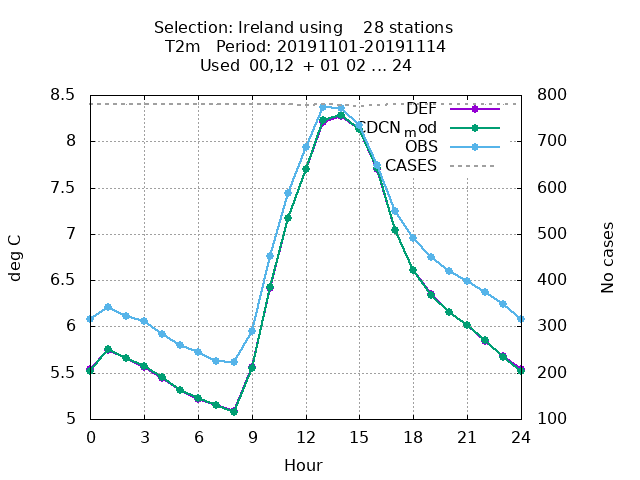 Selection: Ireland using 28 stations
T2m Period: 20191101-20191114
Used 00,12 + 01 02 ... 24
8.5
8
7.5
7
6.5
6
5.5
5
800
700
600
500
400
300
200
100
DEF
CDCNmod
OBS
CASES
deg C
No cases
0 3 6 9 12 15 18 21 24
Hour